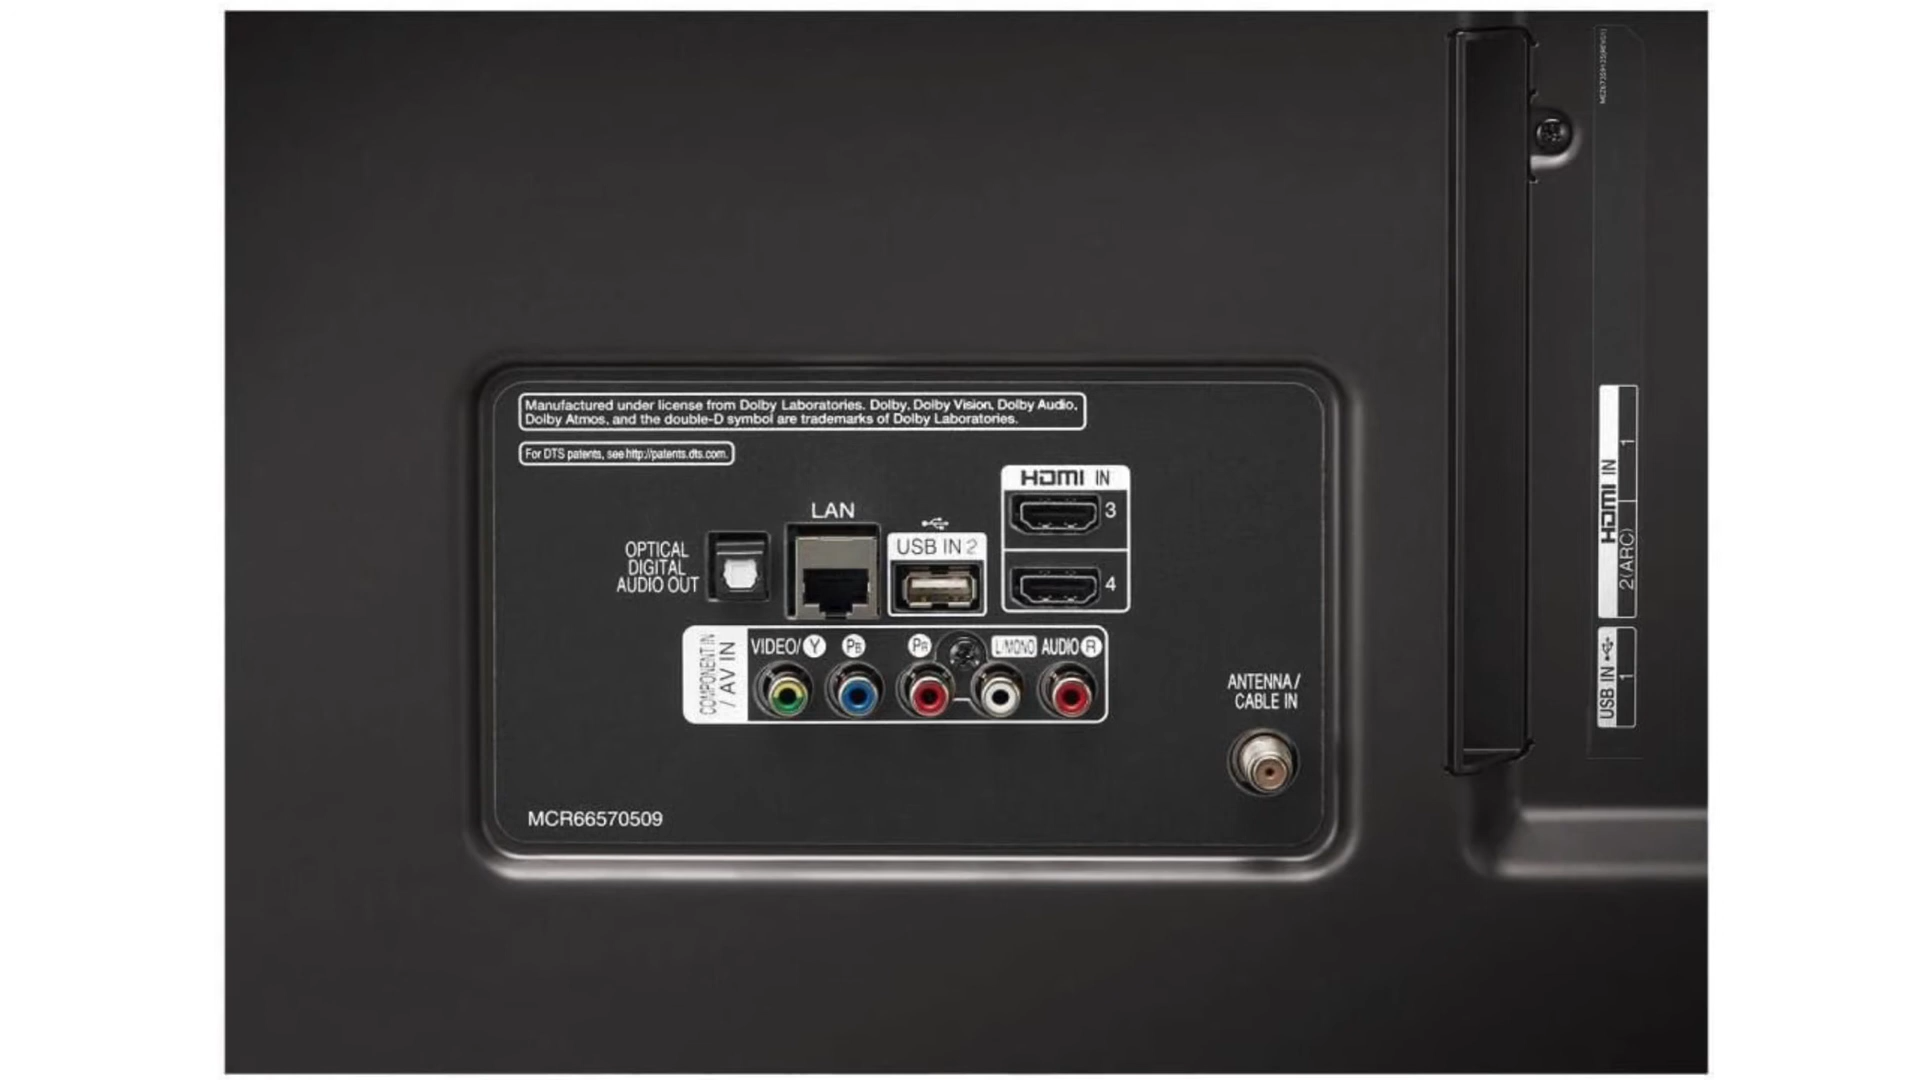 Manufactured under license from Dolby Laboratories. Dolby, Dolby Vision, Dolby Audio,
Dolby Atmos, and the double-D symbol are trademarks of Dolby Laboratories.
For DTS patents, see http://patents.dts.com.
HDMI IN
3
4
LAN
USB IN 2
OPTICAL
DIGITAL
AUDIO OUT
COMPONENT IN
/ AV IN
VIDEO/ Y
PB
PR
L/MONO AUDIO R
ANTENNA /
CABLE IN
MCR66570509
HDMI IN
2(ARC) 1
USB IN
1